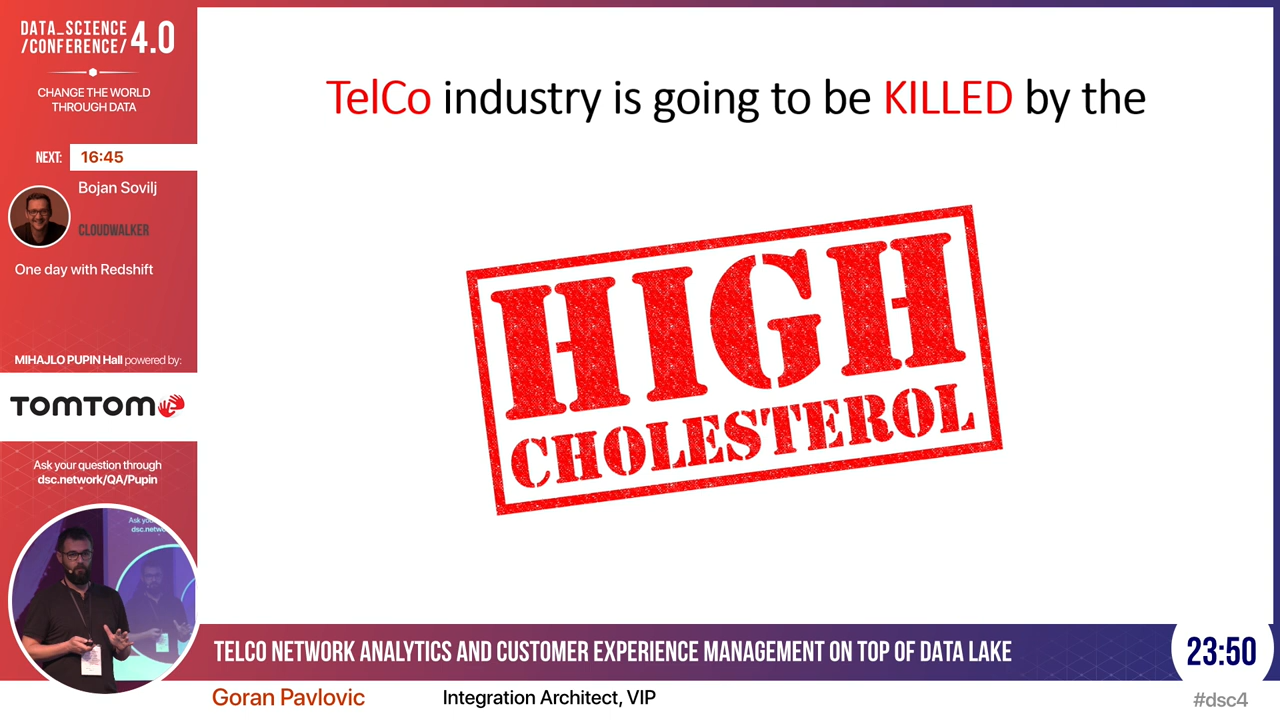 DATA_SCIENCE
/CONFERENCE/ 4.0
CHANGE THE WORLD
THROUGH DATA
NEXT: 16:45
Bojan Sovilj
CLOUDWALKER
One day with Redshift
MIHAJLO PUPIN Hall powered by:
TOMTOM
Ask your question through
dsc.network/QA/Pupin
TelCo industry is going to be KILLED by the
HIGH
CHOLESTEROL
TELCO NETWORK ANALYTICS AND CUSTOMER EXPERIENCE MANAGEMENT ON TOP OF DATA LAKE
23:50
Goran Pavlovic
Integration Architect, VIP
#dsc4